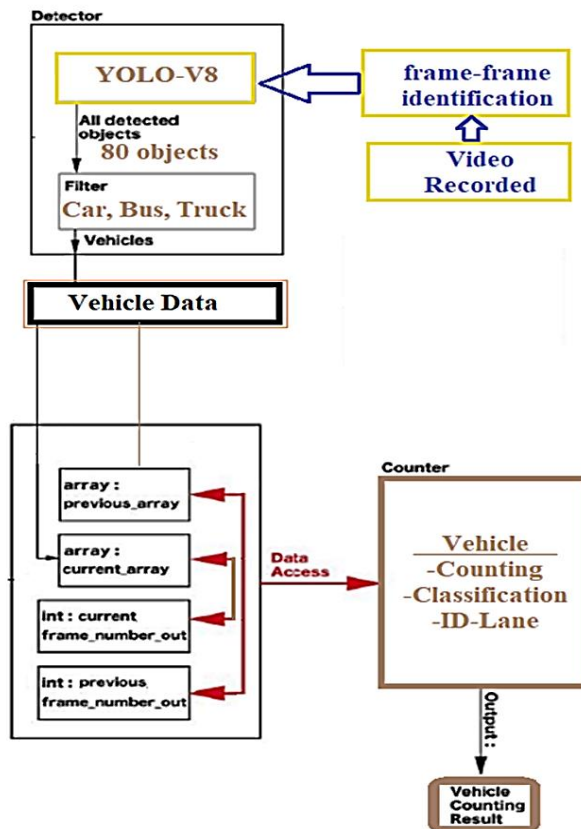 Detector
YOLO-V8
frame-frame
identification
All detected
objects
80 objects
Video
Recorded
Filter
Car, Bus, Truck
Vehicles
Vehicle Data
array :
previous_array
array :
current_array
int : current
frame_number_out
int : previous
frame_number_out
Data
Access
Counter
Vehicle
-Counting
-Classification
-ID-Lane
Output :
Vehicle
Counting
Result